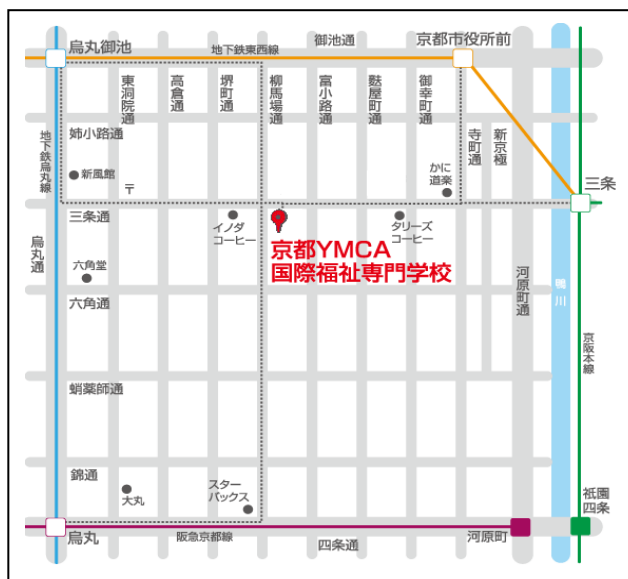 烏丸御池
地下鉄東西線
御池通
京都市役所前
東洞院通
高倉通
堺町通
柳馬場通
富小路通
麩屋町通
御幸町通
寺町通
新京極
姉小路通
地下鉄烏丸線
新風館
〒
かに
道楽
三条
三条通
イノダ
コーヒー
タリーズ
コーヒー
京都YMCA
国際福祉専門学校
烏丸通
六角堂
六角通
河原町通
鴨川
京阪本線
蛸薬師通
錦通
大丸
スター
バックス
祇園
四条
烏丸
阪急京都線
四条通
河原町